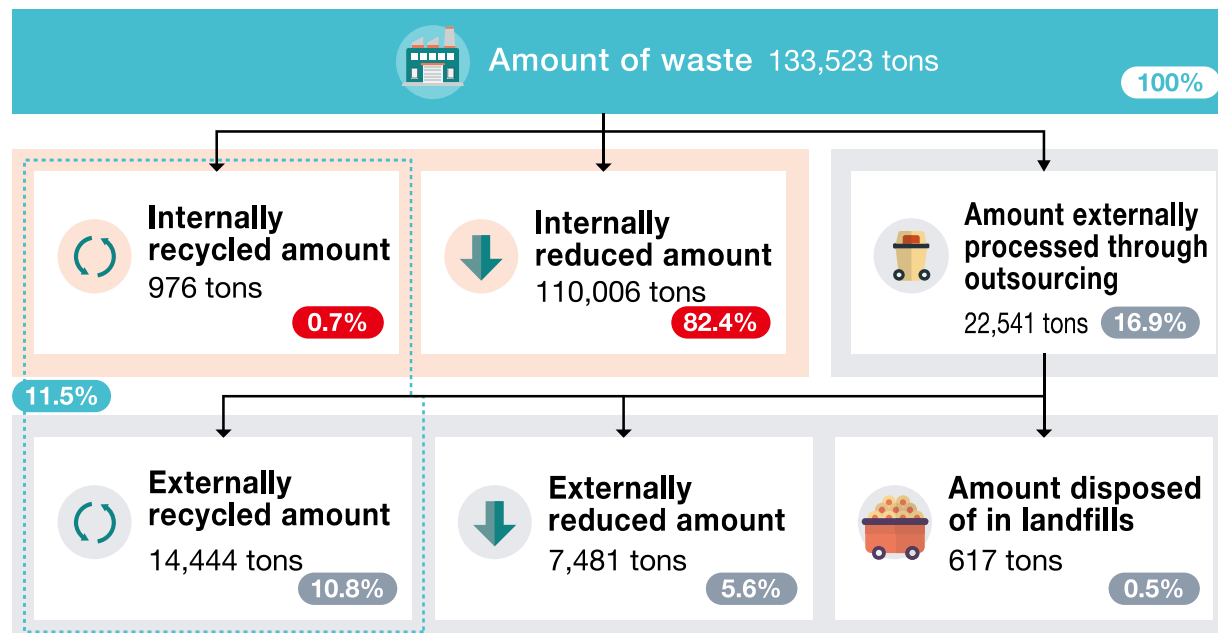 Amount of waste 133,523 tons
100%
Internally
recycled amount
976 tons
0.7%
Internally
reduced amount
110,006 tons
82.4%
Amount externally
processed through
outsourcing
22,541 tons 16.9%
11.5%
Externally
recycled amount
14,444 tons
10.8%
Externally
reduced amount
7,481 tons
5.6%
Amount disposed
of in landfills
617 tons
0.5%